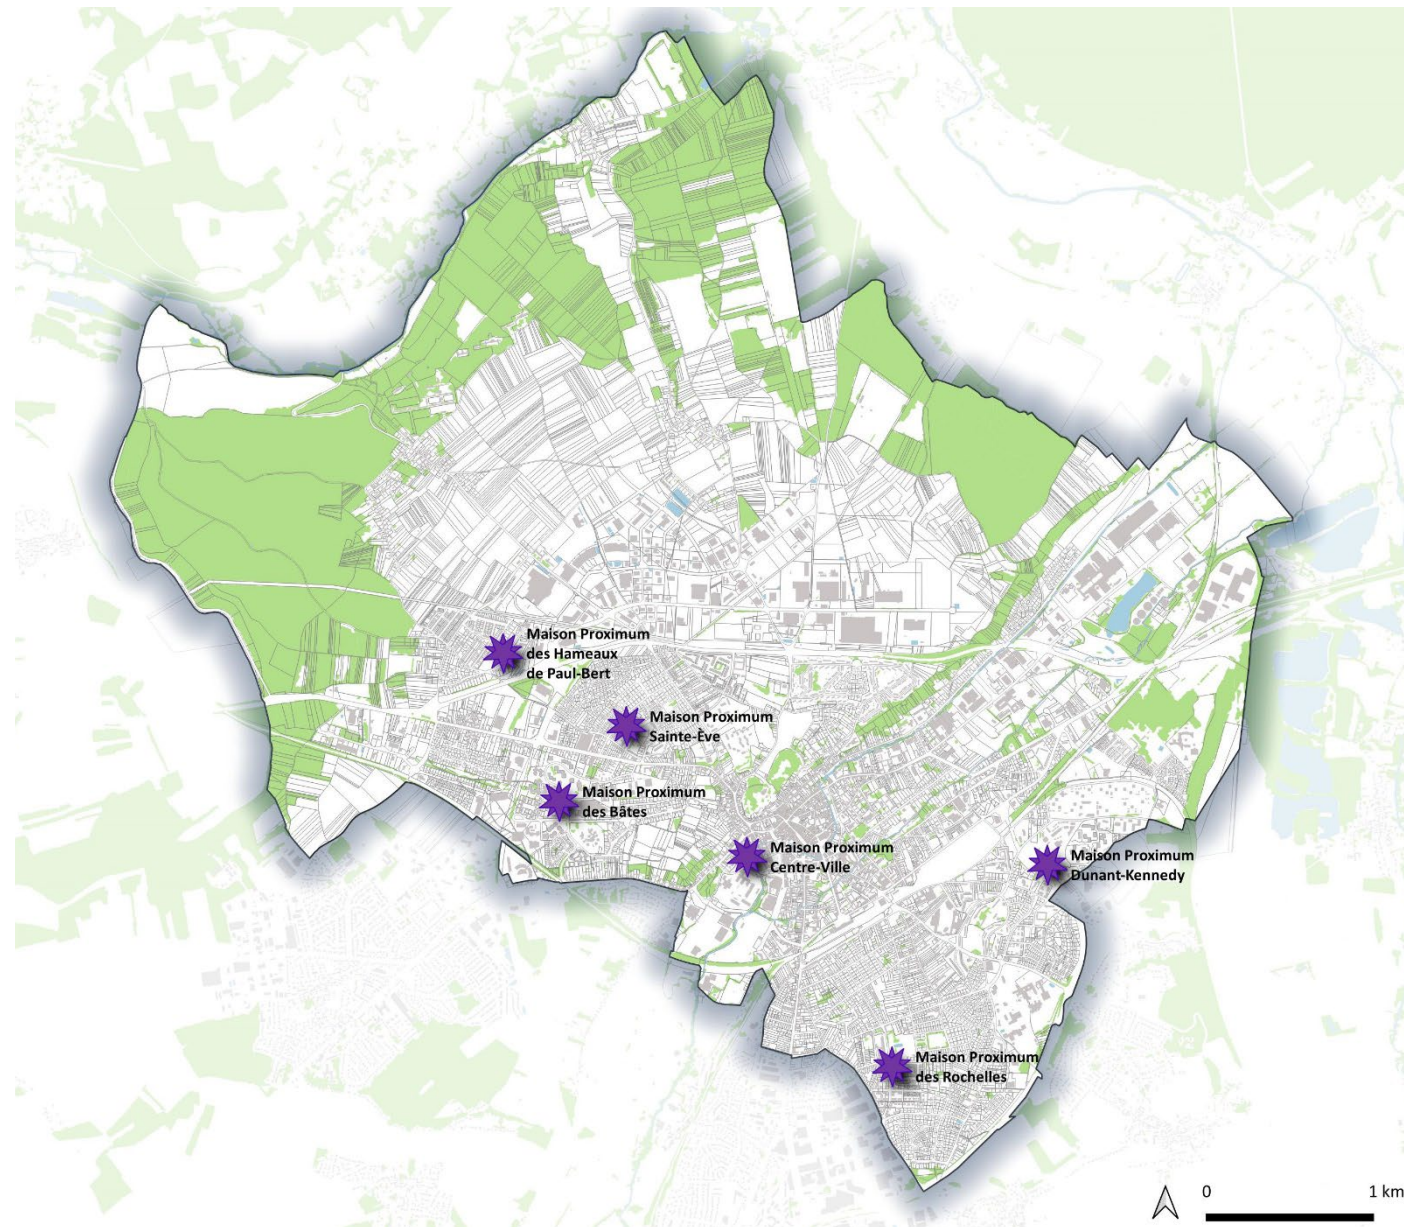 Maison Proximum
des Hameaux
de Paul-Bert
Maison Proximum
Sainte-Ève
Maison Proximum
des Bâtes
Maison Proximum
Centre-Ville
Maison Proximum
Dunant-Kennedy
Maison Proximum
des Rochelles
0 1 km